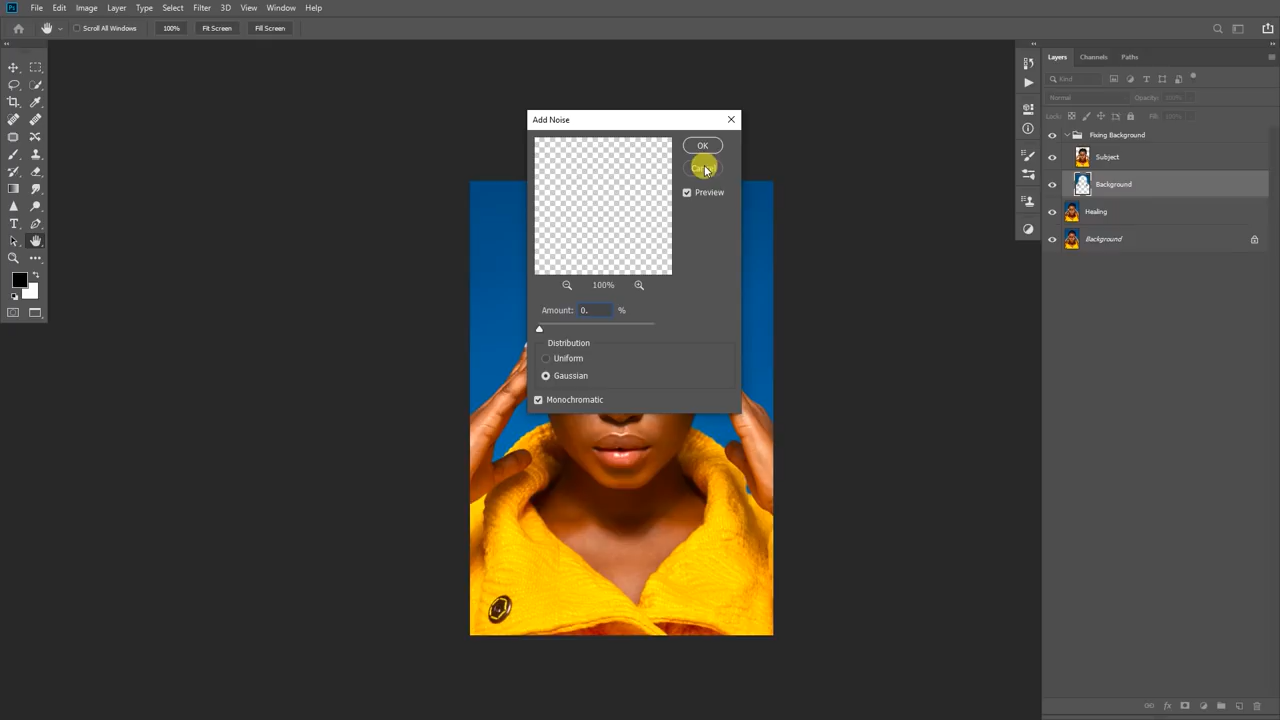 Ps File Edit Image Layer Type Select Filter 3D View Window Help
Scroll All Windows 100% Fit Screen Fill Screen
Layers Channels Paths
Kind
Normal Opacity: 100%
Lock: Fill: 100%
Fixing Background
Subject
Background
Healing
Background
Add Noise
OK
Preview
100%
Amount: 0. %
Distribution
Uniform
Gaussian
Monochromatic